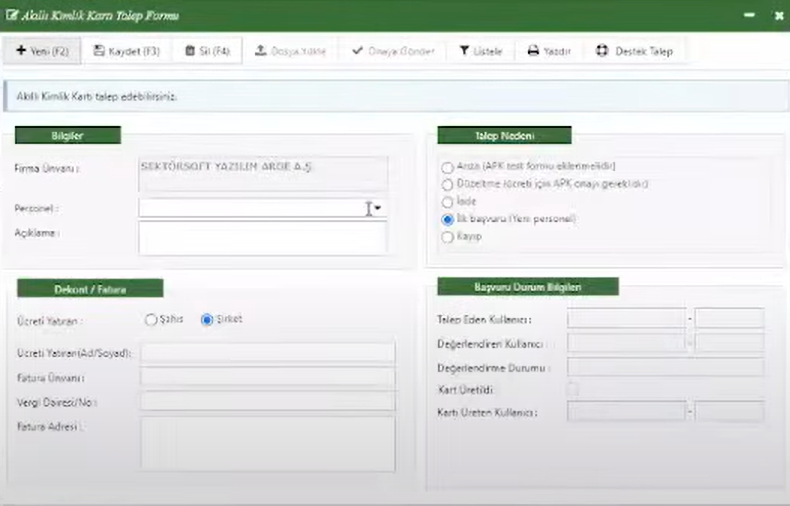 Akıllı Kimlik Kartı Talep Formu
Yeni (F2) Kaydet (F3) Sil (F4) Dosya Yükle Onaya Gönder Listele Yazdır Destek Talep
Akıllı Kimlik Kartı talep edebilirsiniz.
Bilgiler
Firma Ünvanı : SEKTÖRSOFT YAZILIM ARGE A.Ş.
Personel :
Açıklama :
Talep Nedeni
Arıza (APK test formu eklenmelidir)
Düzeltme (ücreti için APK onayı gereklidir)
İade
İlk başvuru (Yeni personel)
Kayıp
Dekont / Fatura
Ücreti Yatıran : Şahıs Şirket
Ücreti Yatıran(Ad/Soyad):
Fatura Ünvanı :
Vergi Dairesi/No :
Fatura Adresi :
Başvuru Durum Bilgileri
Talep Eden Kullanıcı : -
Değerlendiren Kullanıcı : -
Değerlendirme Durumu :
Kart Üretildi :
Kartı Üreten Kullanıcı : -